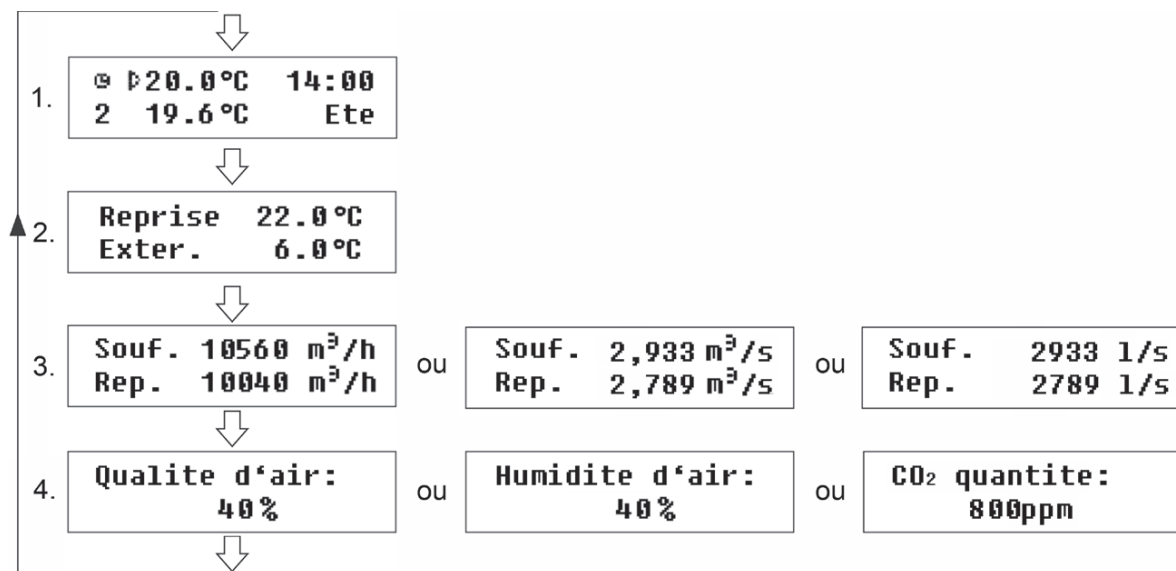 1.
20.0°C 14:00
2 19.6°C Ete
2.
Reprise 22.0°C
Exter. 6.0°C
3.
Souf. 10560 m³/h
Rep. 10040 m³/h
ou
Souf. 2,933 m³/s
Rep. 2,789 m³/s
ou
Souf. 2933 l/s
Rep. 2789 l/s
4.
Qualite d‘air:
40%
ou
Humidite d‘air:
40%
ou
CO₂ quantite:
800ppm